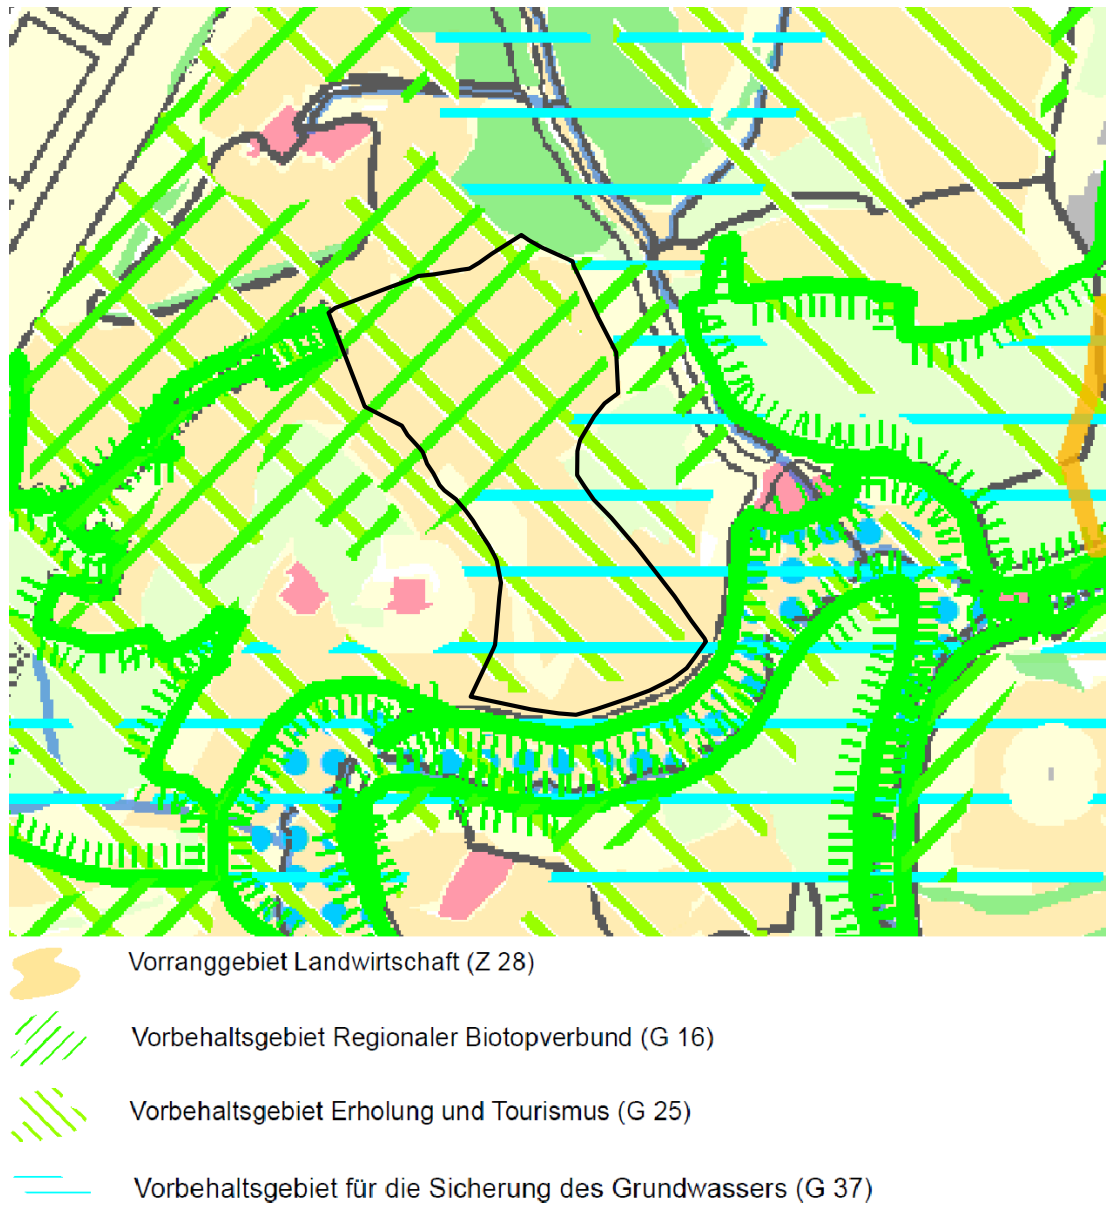 Vorranggebiet Landwirtschaft (Z 28)
Vorbehaltsgebiet Regionaler Biotopverbund (G 16)
Vorbehaltsgebiet Erholung und Tourismus (G 25)
Vorbehaltsgebiet für die Sicherung des Grundwassers (G 37)